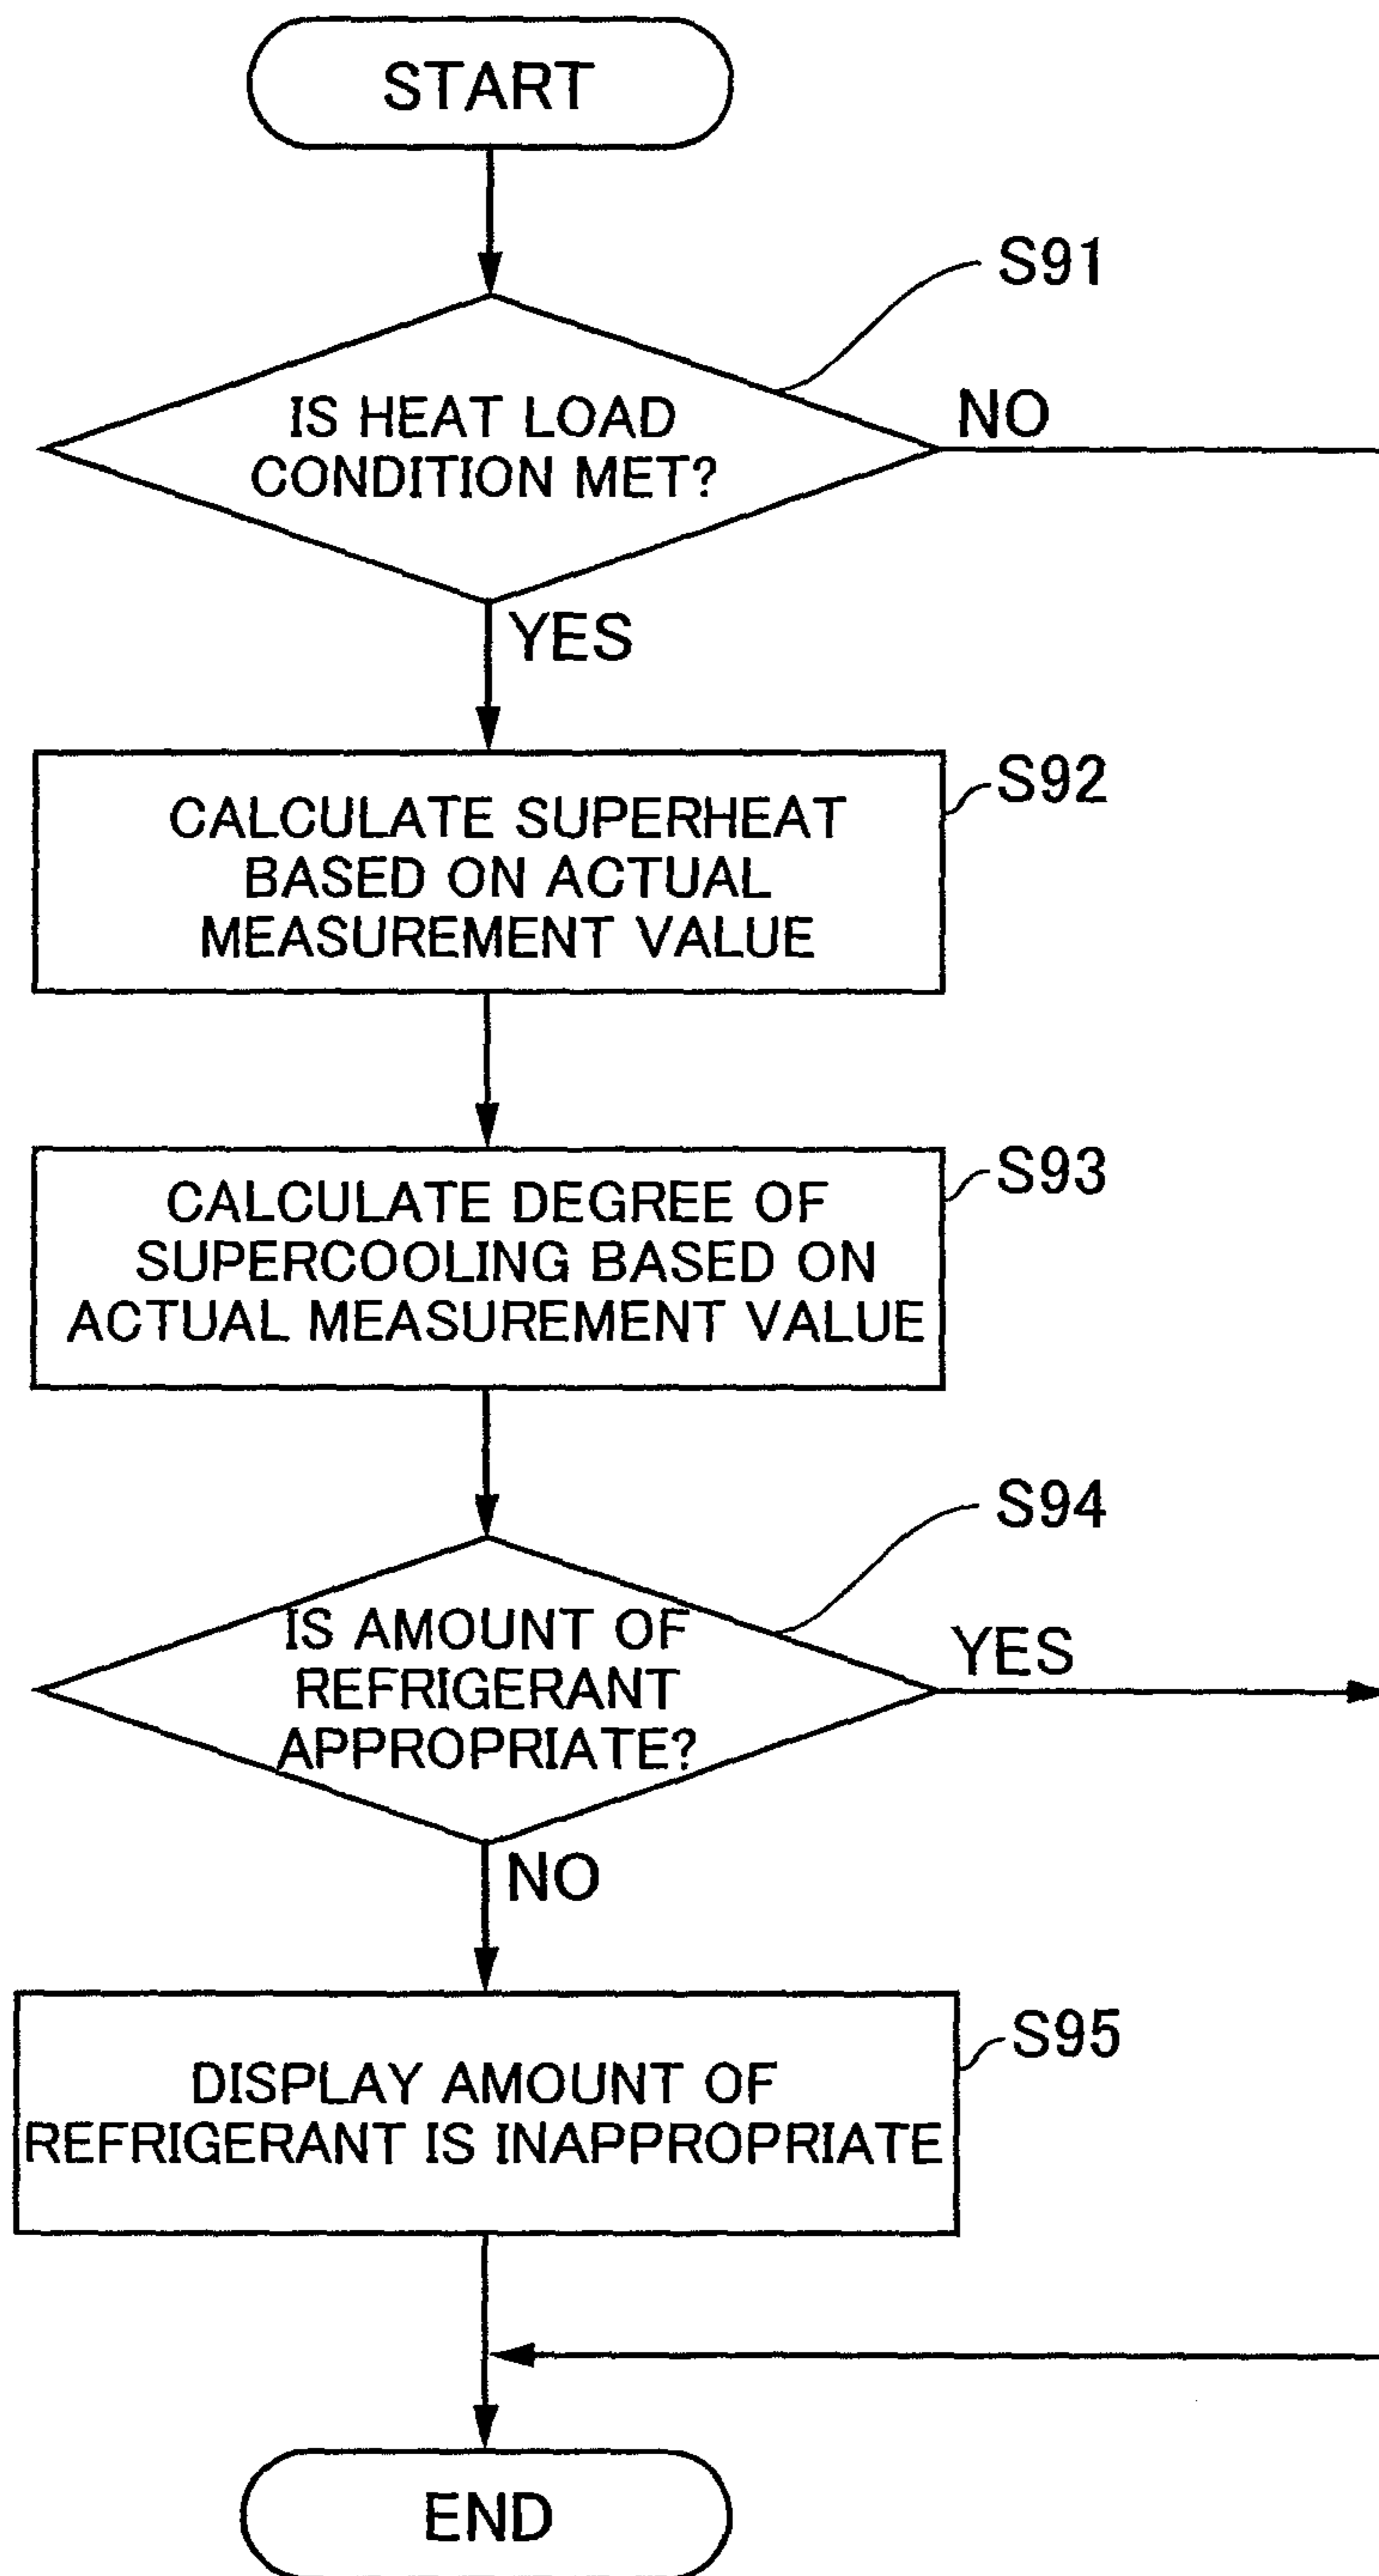 START
S91
IS HEAT LOAD
CONDITION MET?
NO
YES
S92
CALCULATE SUPERHEAT
BASED ON ACTUAL
MEASUREMENT VALUE
S93
CALCULATE DEGREE OF
SUPERCOOLING BASED ON
ACTUAL MEASUREMENT VALUE
S94
IS AMOUNT OF
REFRIGERANT
APPROPRIATE?
YES
NO
S95
DISPLAY AMOUNT OF
REFRIGERANT IS INAPPROPRIATE
END